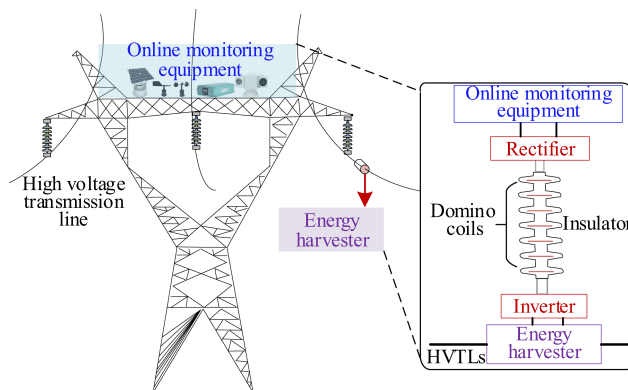 Online monitoring
equipment
High voltage
transmission
line
Energy
harvester
Online monitoring
equipment
Rectifier
Domino
coils
Insulator
Inverter
Energy
harvester
HVTLs